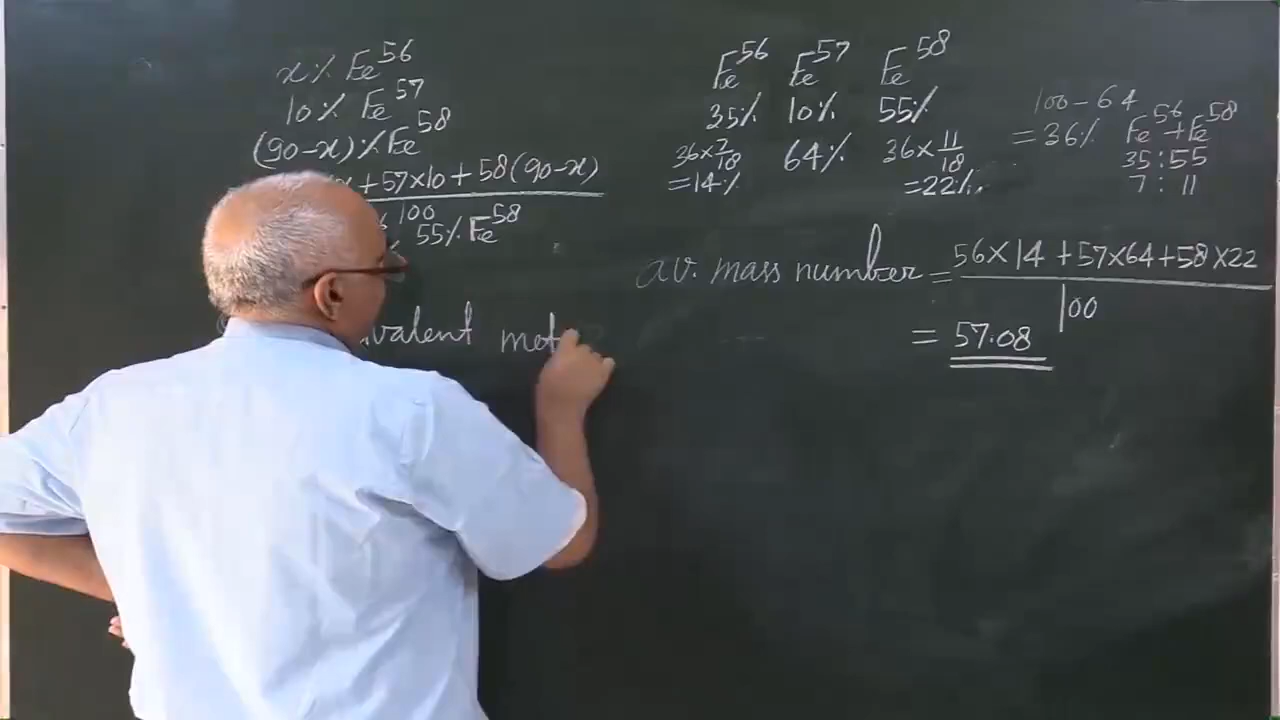 x% Fe⁵⁶
10% Fe⁵⁷
(90-x)% Fe⁵⁸
x + 57×10 + 58(90-x)
100
55% Fe⁵⁸
met
Fe⁵⁶ Fe⁵⁷ Fe⁵⁸
35% 10% 55%
36×7/18 64% 36×11/18
=14% =22%
100-64
=36% Fe⁵⁶+Fe⁵⁸
35:55
7 : 11
av. mass number = 56×14+57×64+58×22
100
= 57.08